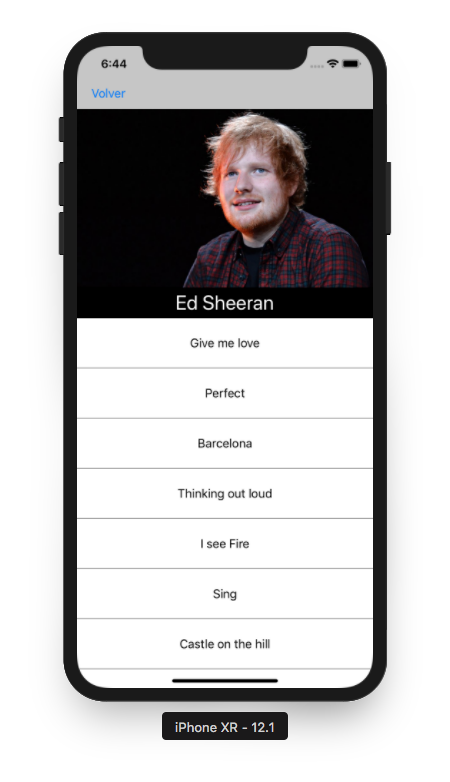 6:44
Volver
Ed Sheeran
Give me love
Perfect
Barcelona
Thinking out loud
I see Fire
Sing
Castle on the hill
iPhone XR - 12.1